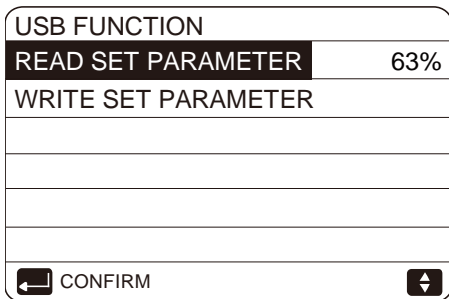 USB FUNCTION
READ SET PARAMETER 63%
WRITE SET PARAMETER
CONFIRM